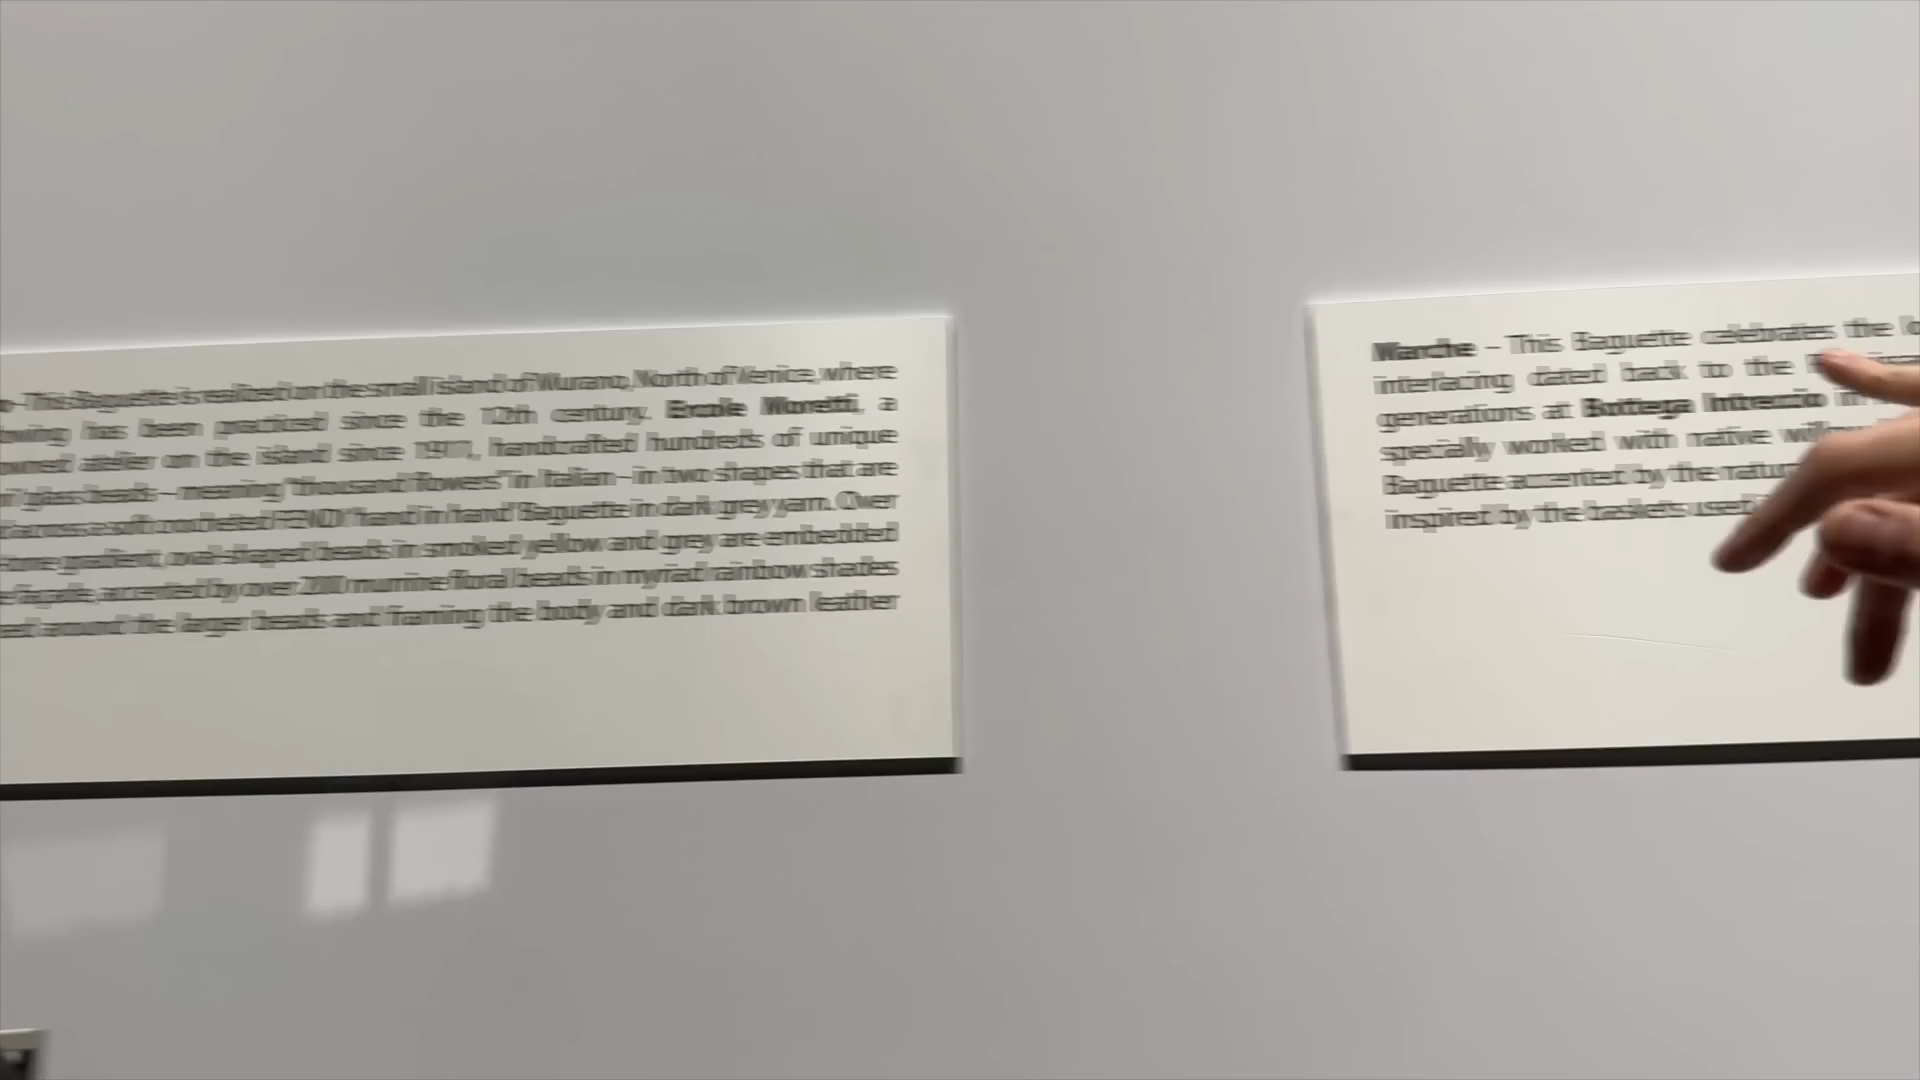 - This Baguette is realized on the small island of Murano, North of Venice, where
has been practiced since the 12th century. Ercole Moretti, a
owned atelier on the island since 1911, handcrafted hundreds of unique
glass beads – meaning "thousand flowers" in Italian – in two shapes that are
across a soft crocheted FENDI "hand in hand" Baguette in dark grey yarn. Over
gradient, oval-shaped beads in smoked yellow and grey are embedded
façade, accented by over 200 murrine floral beads in myriad rainbow shades
around the larger beads and framing the body and dark brown leather
Marche – This Baguette celebrates the
interlacing dated back to the
generations at Bottega Intreccio in
specially worked with native willow
Baguette accented by the
inspired by the baskets used